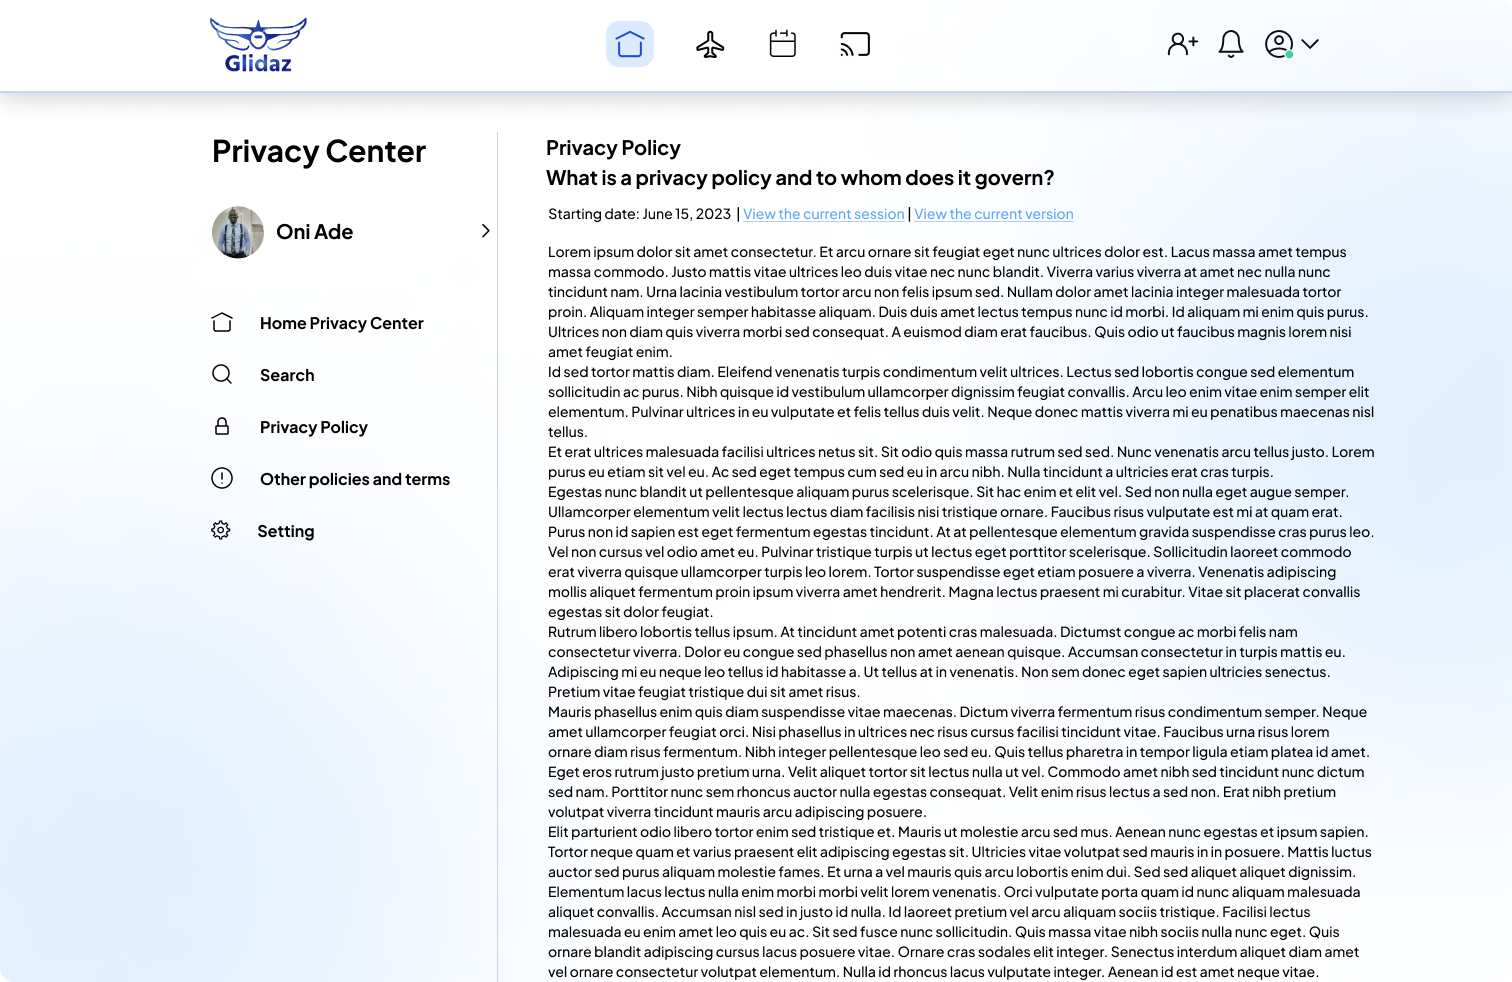 Glidaz
Privacy Center
Oni Ade
Home Privacy Center
Search
Privacy Policy
Other policies and terms
Setting
Privacy Policy
What is a privacy policy and to whom does it govern?
Starting date: June 15, 2023 | View the current session | View the current version
Lorem ipsum dolor sit amet consectetur. Et arcu ornare sit feugiat eget nunc ultrices dolor est. Lacus massa amet tempus
massa commodo. Justo mattis vitae ultrices leo duis vitae nec nunc blandit. Viverra varius viverra at amet nec nulla nunc
tincidunt nam. Urna lacinia vestibulum tortor arcu non felis ipsum sed. Nullam dolor amet lacinia integer malesuada tortor
proin. Aliquam integer semper habitasse aliquam. Duis duis amet lectus tempus nunc id morbi. Id aliquam mi enim quis purus.
Ultrices non diam quis viverra morbi sed consequat. A euismod diam erat faucibus. Quis odio ut faucibus magnis lorem nisi
amet feugiat enim.
Id sed tortor mattis diam. Eleifend venenatis turpis condimentum velit ultrices. Lectus sed lobortis congue sed elementum
sollicitudin ac purus. Nibh quisque id vestibulum ullamcorper dignissim feugiat convallis. Arcu leo enim vitae enim semper elit
elementum. Pulvinar ultrices in eu vulputate et felis tellus duis velit. Neque donec mattis viverra mi eu penatibus maecenas nisl
tellus.
Et erat ultrices malesuada facilisi ultrices netus sit. Sit odio quis massa rutrum sed sed. Nunc venenatis arcu tellus justo. Lorem
purus eu etiam sit vel eu. Ac sed eget tempus cum sed eu in arcu nibh. Nulla tincidunt a ultricies erat cras turpis.
Egestas nunc blandit ut pellentesque aliquam purus scelerisque. Sit hac enim et elit vel. Sed non nulla eget augue semper.
Ullamcorper elementum velit lectus lectus diam facilisis nisi tristique ornare. Faucibus risus vulputate est mi at quam erat.
Purus non id sapien est eget fermentum egestas tincidunt. At at pellentesque elementum gravida suspendisse cras purus leo.
Vel non cursus vel odio amet eu. Pulvinar tristique turpis ut lectus eget porttitor scelerisque. Sollicitudin laoreet commodo
erat viverra quisque ullamcorper turpis leo lorem. Tortor suspendisse eget etiam posuere a viverra. Venenatis adipiscing
mollis aliquet fermentum proin ipsum viverra amet hendrerit. Magna lectus praesent mi curabitur. Vitae sit placerat convallis
egestas sit dolor feugiat.
Rutrum libero lobortis tellus ipsum. At tincidunt amet potenti cras malesuada. Dictumst congue ac morbi felis nam
consectetur viverra. Dolor eu congue sed phasellus non amet aenean quisque. Accumsan consectetur in turpis mattis eu.
Adipiscing mi eu neque leo tellus id habitasse a. Ut tellus at in venenatis. Non sem donec eget sapien ultricies senectus.
Pretium vitae feugiat tristique dui sit amet risus.
Mauris phasellus enim quis diam suspendisse vitae maecenas. Dictum viverra fermentum risus condimentum semper. Neque
amet ullamcorper feugiat orci. Nisi phasellus in ultrices nec risus cursus facilisi tincidunt vitae. Faucibus urna risus lorem
ornare diam risus fermentum. Nibh integer pellentesque leo sed eu. Quis tellus pharetra in tempor ligula etiam platea id amet.
Eget eros rutrum justo pretium urna. Velit aliquet tortor sit lectus nulla ut vel. Commodo amet nibh sed tincidunt nunc dictum
sed nam. Porttitor nunc sem rhoncus auctor nulla egestas consequat. Velit enim risus lectus a sed non. Erat nibh pretium
volutpat viverra tincidunt mauris arcu adipiscing posuere.
Elit parturient odio libero tortor enim sed tristique et. Mauris ut molestie arcu sed mus. Aenean nunc egestas et ipsum sapien.
Tortor neque quam et varius praesent elit adipiscing egestas sit. Ultricies vitae volutpat sed mauris in in posuere. Mattis luctus
auctor sed purus aliquam molestie fames. Et urna a vel mauris quis arcu lobortis enim dui. Sed sed aliquet aliquet dignissim.
Elementum lacus lectus nulla enim morbi morbi velit lorem venenatis. Orci vulputate porta quam id nunc aliquam malesuada
aliquet convallis. Accumsan nisl sed in justo id nulla. Id laoreet pretium vel arcu aliquam sociis tristique. Facilisi lectus
malesuada eu enim amet leo quis eu ac. Sit sed fusce nunc sollicitudin. Quis massa vitae nibh sociis nulla nunc eget. Quis
ornare blandit adipiscing cursus lacus posuere vitae. Ornare cras sodales elit integer. Senectus interdum aliquet diam amet
vel ornare consectetur volutpat elementum. Nulla id rhoncus lacus vulputate integer. Aenean id est amet neque vitae.